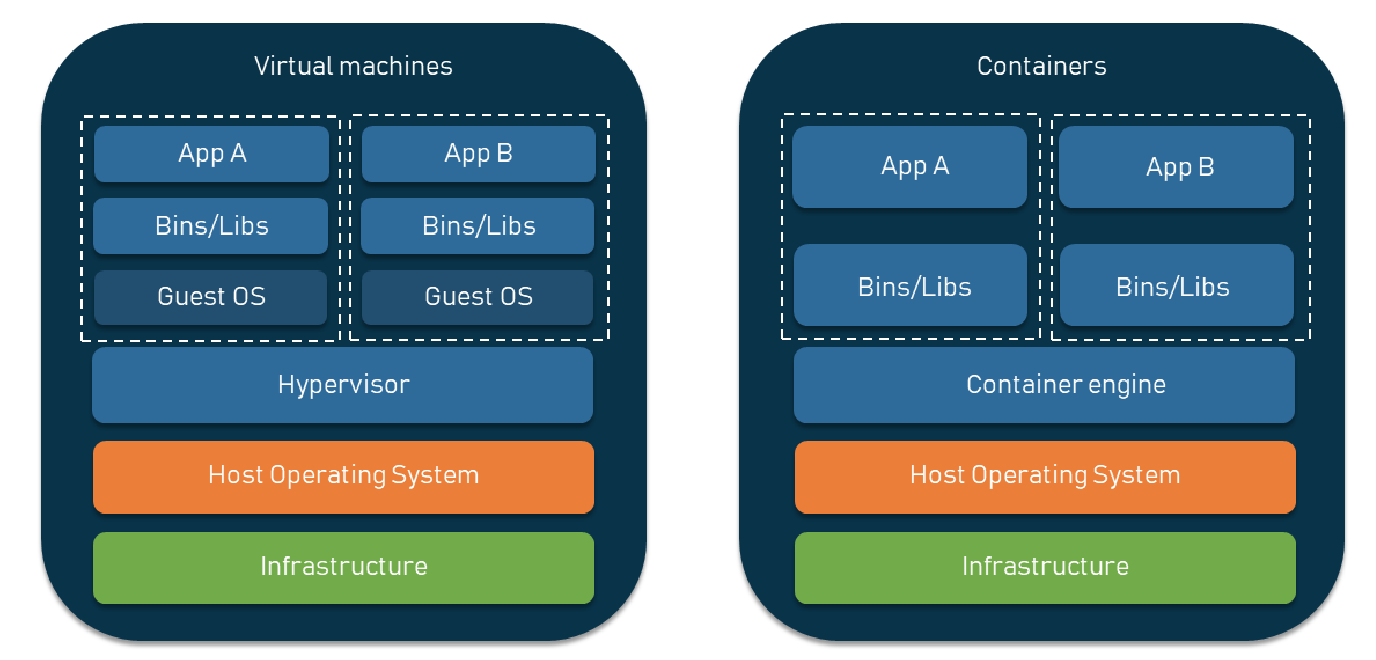 Virtual machines
App A
App B
Bins/Libs
Bins/Libs
Guest OS
Guest OS
Hypervisor
Host Operating System
Infrastructure
Containers
App A
App B
Bins/Libs
Bins/Libs
Container engine
Host Operating System
Infrastructure